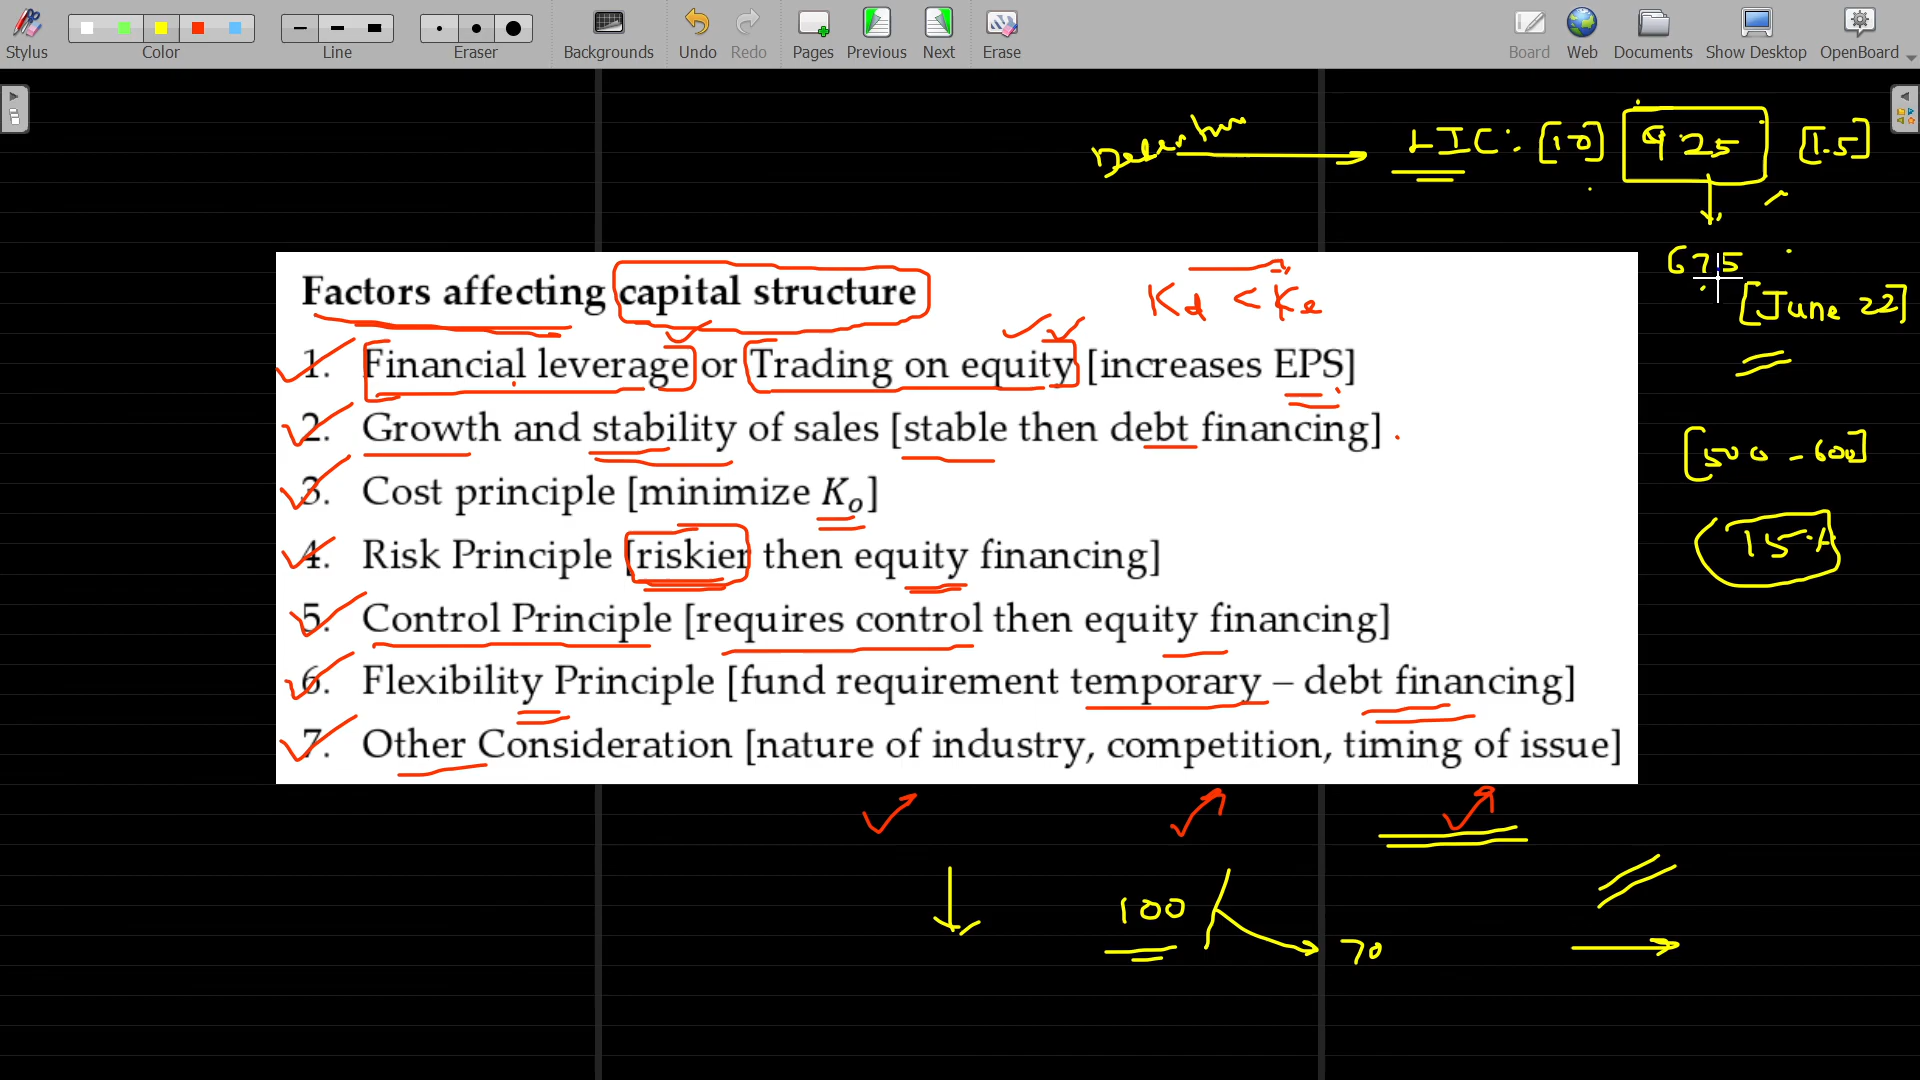 Stylus Color Line Eraser Backgrounds Undo Redo Pages Previous Next Erase Board Web Documents Show Desktop OpenBoard
LIC: [10] 925 [1.5]
675
[June 22]
Factors affecting capital structure
Kd < Ke
1. Financial leverage or Trading on equity [increases EPS]
2. Growth and stability of sales [stable then debt financing]
[500 - 600]
3. Cost principle [minimize Ko]
4. Risk Principle [riskier then equity financing]
5. Control Principle [requires control then equity financing]
6. Flexibility Principle [fund requirement temporary – debt financing]
7. Other Consideration [nature of industry, competition, timing of issue]
100
70